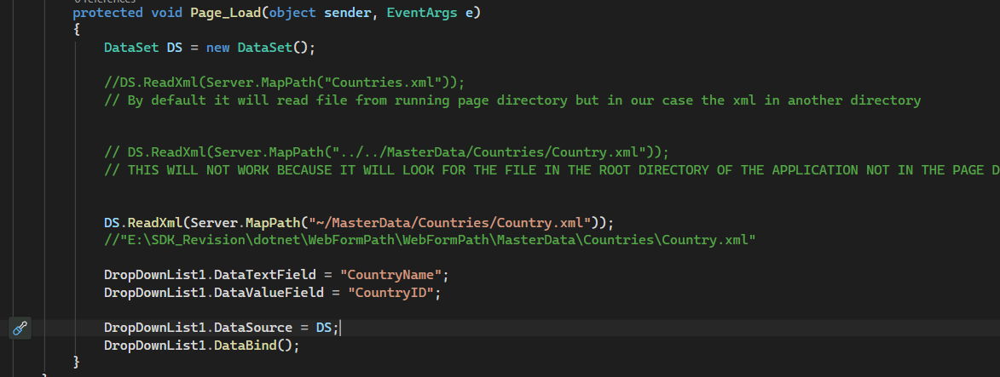 0 references
protected void Page_Load(object sender, EventArgs e)
{
DataSet DS = new DataSet();
//DS.ReadXml(Server.MapPath("Countries.xml"));
// By default it will read file from running page directory but in our case the xml in another directory
// DS.ReadXml(Server.MapPath("../../MasterData/Countries/Country.xml"));
// THIS WILL NOT WORK BECAUSE IT WILL LOOK FOR THE FILE IN THE ROOT DIRECTORY OF THE APPLICATION NOT IN THE PAGE D
DS.ReadXml(Server.MapPath("~/MasterData/Countries/Country.xml"));
//"E:\SDK_Revision\dotnet\WebFormPath\WebFormPath\MasterData\Countries\Country.xml"
DropDownList1.DataTextField = "CountryName";
DropDownList1.DataValueField = "CountryID";
DropDownList1.DataSource = DS;
DropDownList1.DataBind();
}